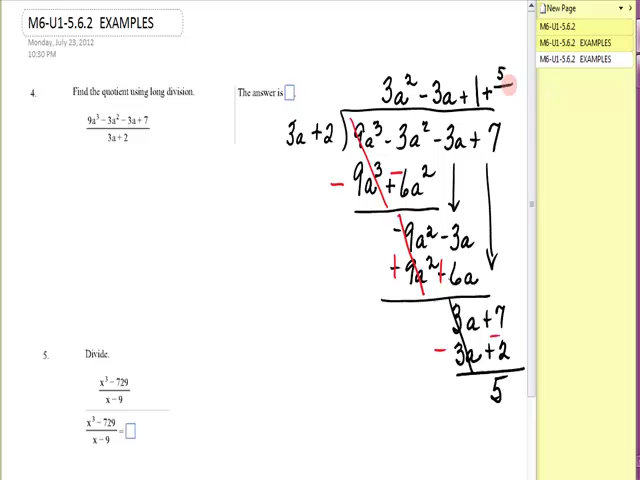 M6-U1-5.6.2 EXAMPLES
Monday, July 23, 2012
10:30 PM
4. Find the quotient using long division.
9a³ − 3a² − 3a + 7
3a + 2
The answer is
3a² - 3a + 1 + 5
3a + 2 9a³ - 3a² - 3a + 7
- 9a³ + 6a²
-
- 9a² - 3a
+ 9a² + 6a
3a + 7
-
- 3a + 2
5
5. Divide.
x³ − 729
x − 9
x³ − 729
x − 9
=
New Page
M6-U1-5.6.2
M6-U1-5.6.2 EXAMPLES
M6-U1-5.6.2 EXAMPLES